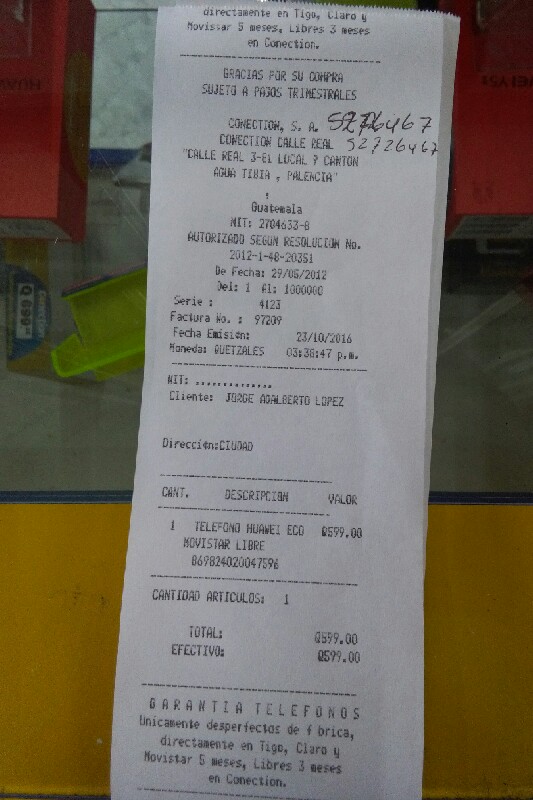 directamente en Tigo, Claro y
Movistar 5 meses, Libres 3 meses
en Conection.
GRACIAS POR SU COMPRA
SUJETO A PAGOS TRIMESTRALES
CONECTION, S. A. 52726467
CONECTION CALLE REAL 52726467
"CALLE REAL 3-61 LOCAL 7 CANTON
AGUA TIBIA , PALENCIA"
Guatemala
NIT: 2704633-8
AUTORIZADO SEGUN RESOLUCION No.
2012-1-48-20351
De Fecha: 29/05/2012
Del: 1 Al: 1000000
Serie : 4123
Factura No. : 97209
Fecha Emisión: 23/10/2016
Moneda: QUETZALES 03:38:47 p.m.
NIT: ..............
Cliente: JORGE ADALBERTO LOPEZ
Dirección:CIUDAD
CANT. DESCRIPCION VALOR
1 TELEFONO HUAWEI ECO Q599.00
MOVISTAR LIBRE
869824020047596
CANTIDAD ARTICULOS: 1
TOTAL: Q599.00
EFECTIVO: Q599.00
GARANTIA TELEFONOS
Unicamente desperfectos de f brica,
directamente en Tigo, Claro y
Movistar 5 meses, Libres 3 meses
en Conection.